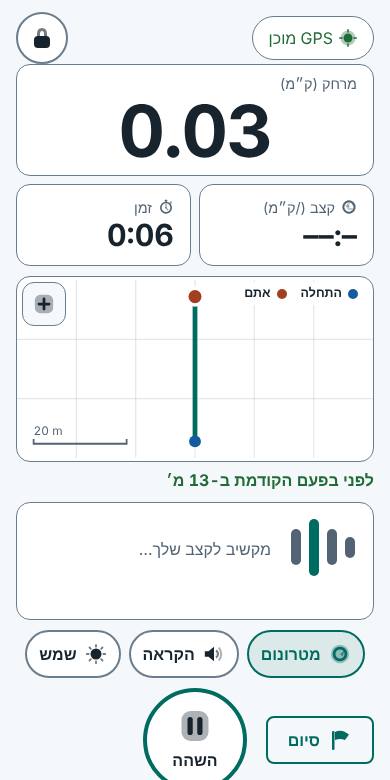 GPS מוכן
מרחק (ק״מ)
0.03
קצב (/ק״מ)
––:––
זמן
0:06
התחלה
אתם
20 m
לפני בפעם הקודמת ב-13 מ׳
מקשיב לקצב שלך...
מטרונום
הקראה
שמש
סיום
השהה